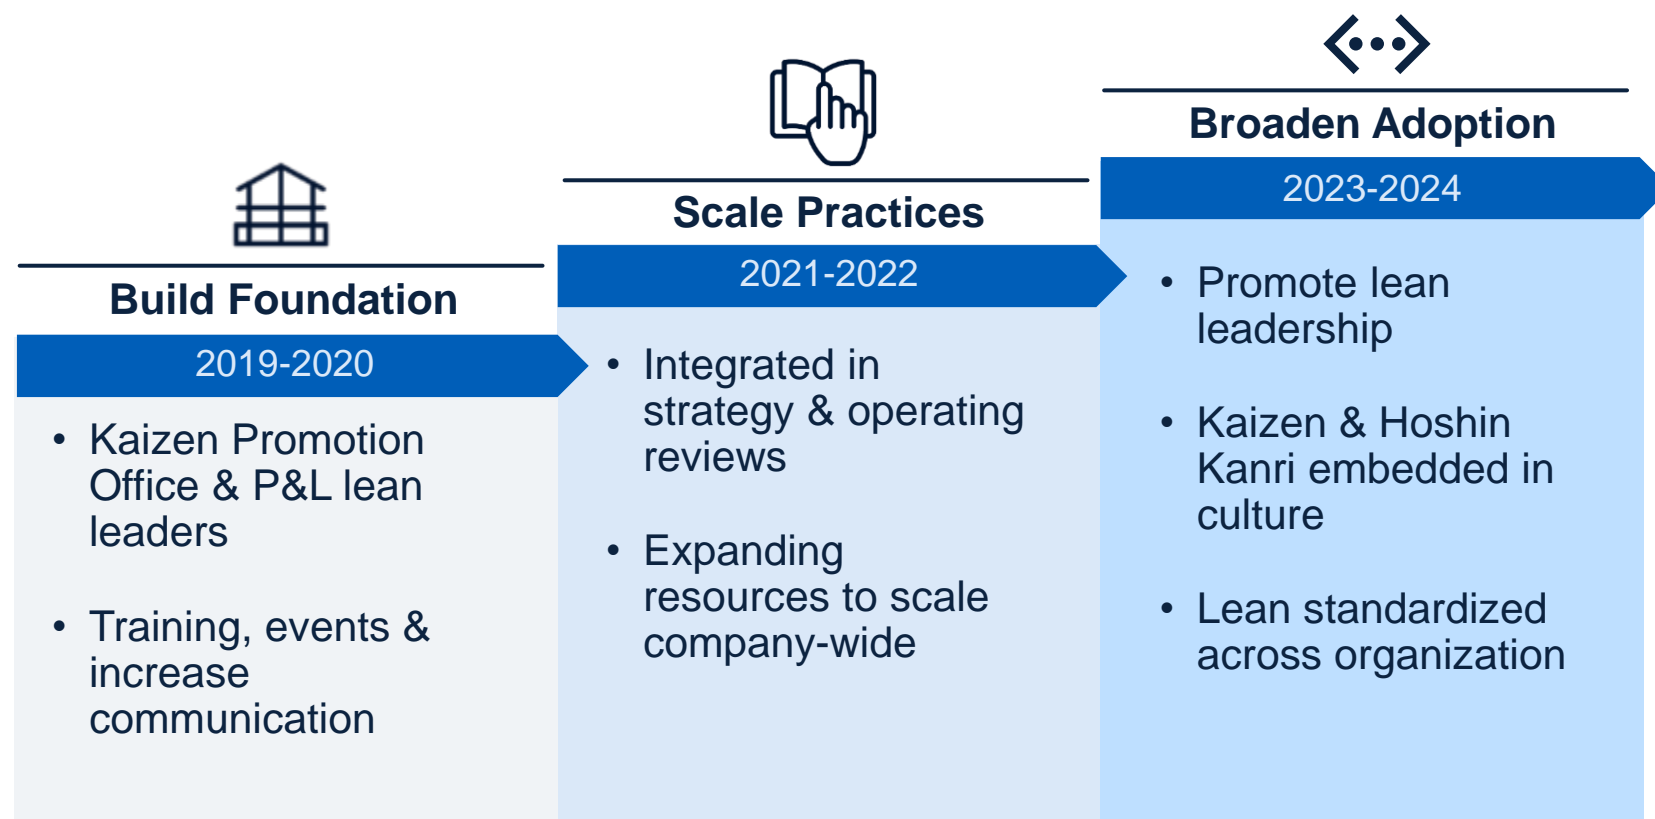 Build Foundation
2019-2020
• Kaizen Promotion
Office & P&L lean
leaders
• Training, events &
increase
communication
Scale Practices
2021-2022
• Integrated in
strategy & operating
reviews
• Expanding
resources to scale
company-wide
Broaden Adoption
2023-2024
• Promote lean
leadership
• Kaizen & Hoshin
Kanri embedded in
culture
• Lean standardized
across organization